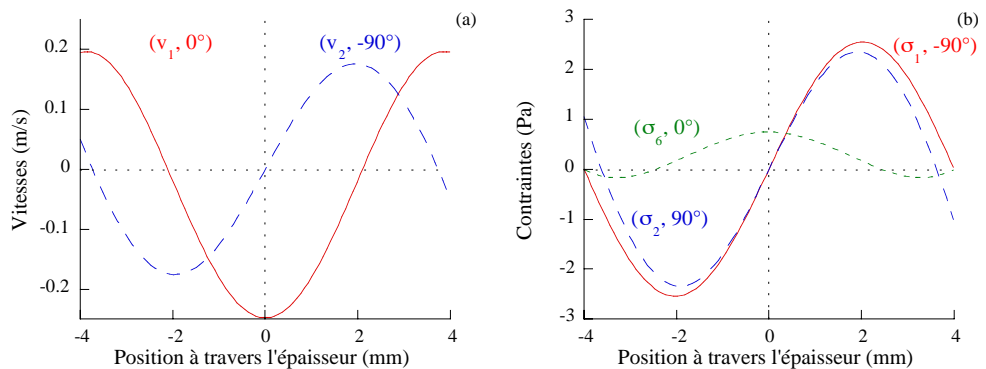 (a)
0.2
0.1
0
-0.1
-0.2
Vitesses (m/s)
(v1, 0°)
(v2, -90°)
-4
-2
0
2
4
Position à travers l'épaisseur (mm)
(b)
3
2
1
0
-1
-2
-3
Contraintes (Pa)
(σ1, -90°)
(σ6, 0°)
(σ2, 90°)
-4
-2
0
2
4
Position à travers l'épaisseur (mm)